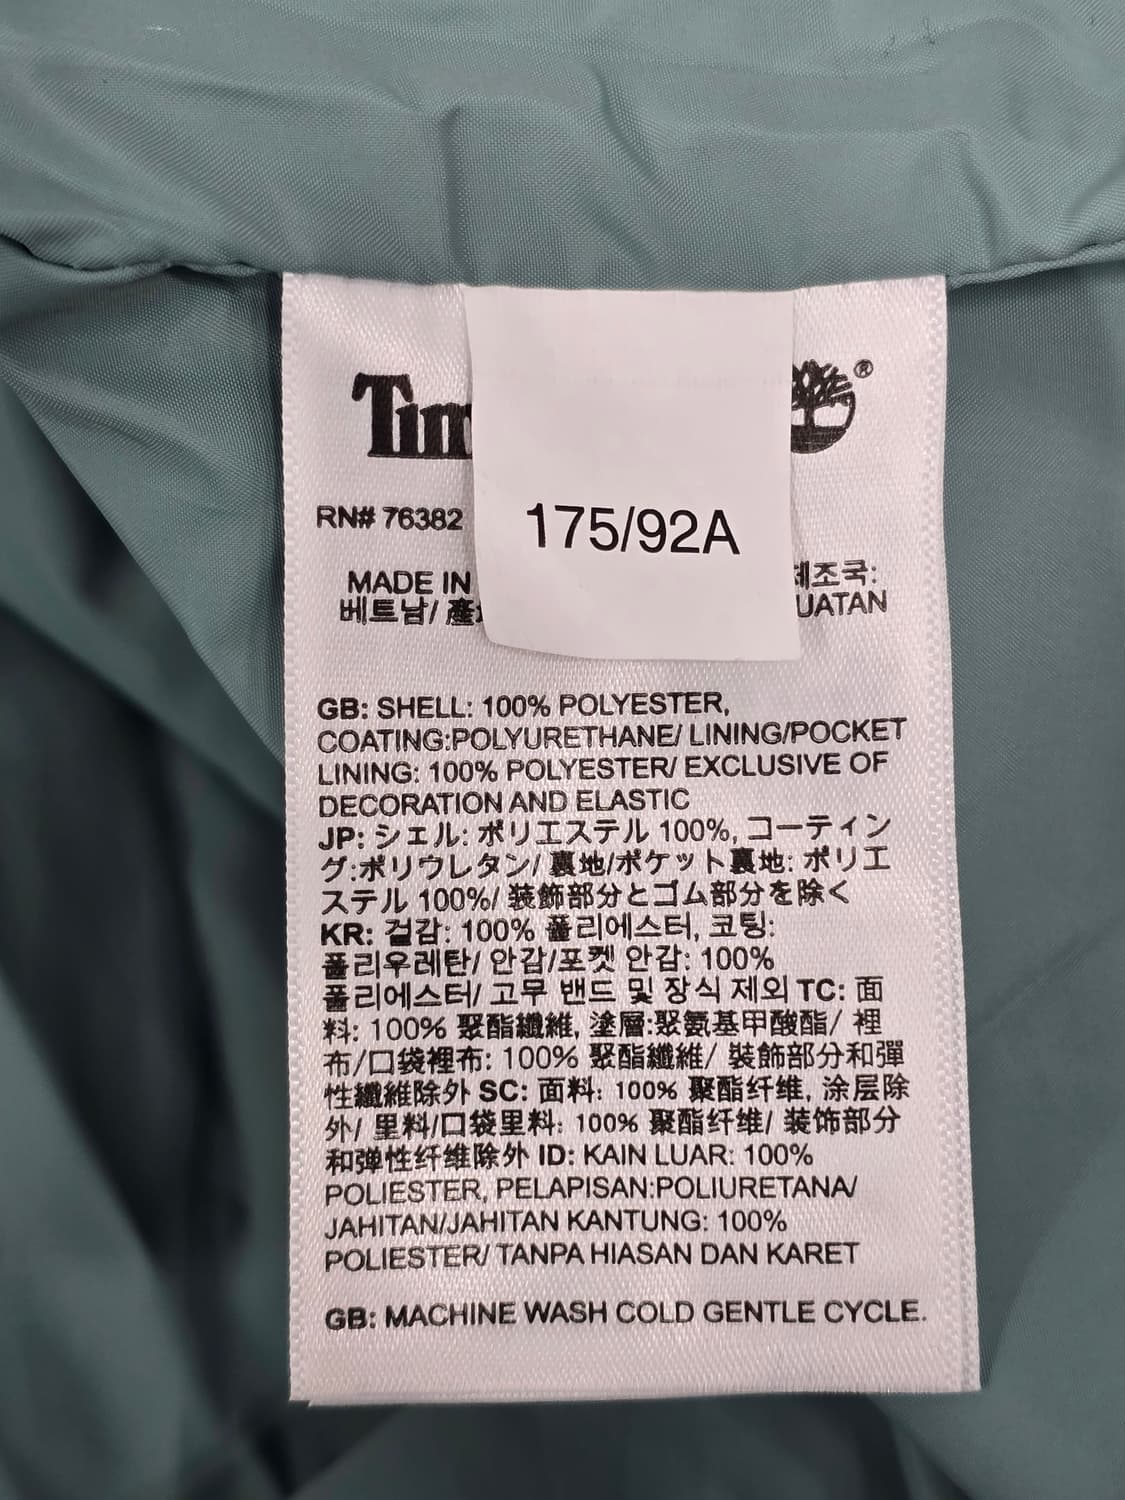 Tim ®
RN# 76382
175/92A
MADE IN 제조국:
베트남/ 產 UATAN
GB: SHELL: 100% POLYESTER,
COATING:POLYURETHANE/ LINING/POCKET
LINING: 100% POLYESTER/ EXCLUSIVE OF
DECORATION AND ELASTIC
JP: シェル: ポリエステル 100%, コーティン
グ:ポリウレタン/ 裏地/ポケット裏地: ポリエ
ステル 100%/ 装飾部分とゴム部分を除く
KR: 겉감: 100% 폴리에스터, 코팅:
폴리우레탄/ 안감/포켓 안감: 100%
폴리에스터/ 고무 밴드 및 장식 제외 TC: 面
料: 100% 聚酯纖維, 塗層:聚氨基甲酸酯/ 裡
布/口袋裡布: 100% 聚酯纖維/ 裝飾部分和彈
性纖維除外 SC: 面料: 100% 聚酯纤维, 涂层除
外/ 里料/口袋里料: 100% 聚酯纤维/ 装饰部分
和弹性纤维除外 ID: KAIN LUAR: 100%
POLIESTER, PELAPISAN:POLIURETANA/
JAHITAN/JAHITAN KANTUNG: 100%
POLIESTER/ TANPA HIASAN DAN KARET
GB: MACHINE WASH COLD GENTLE CYCLE.